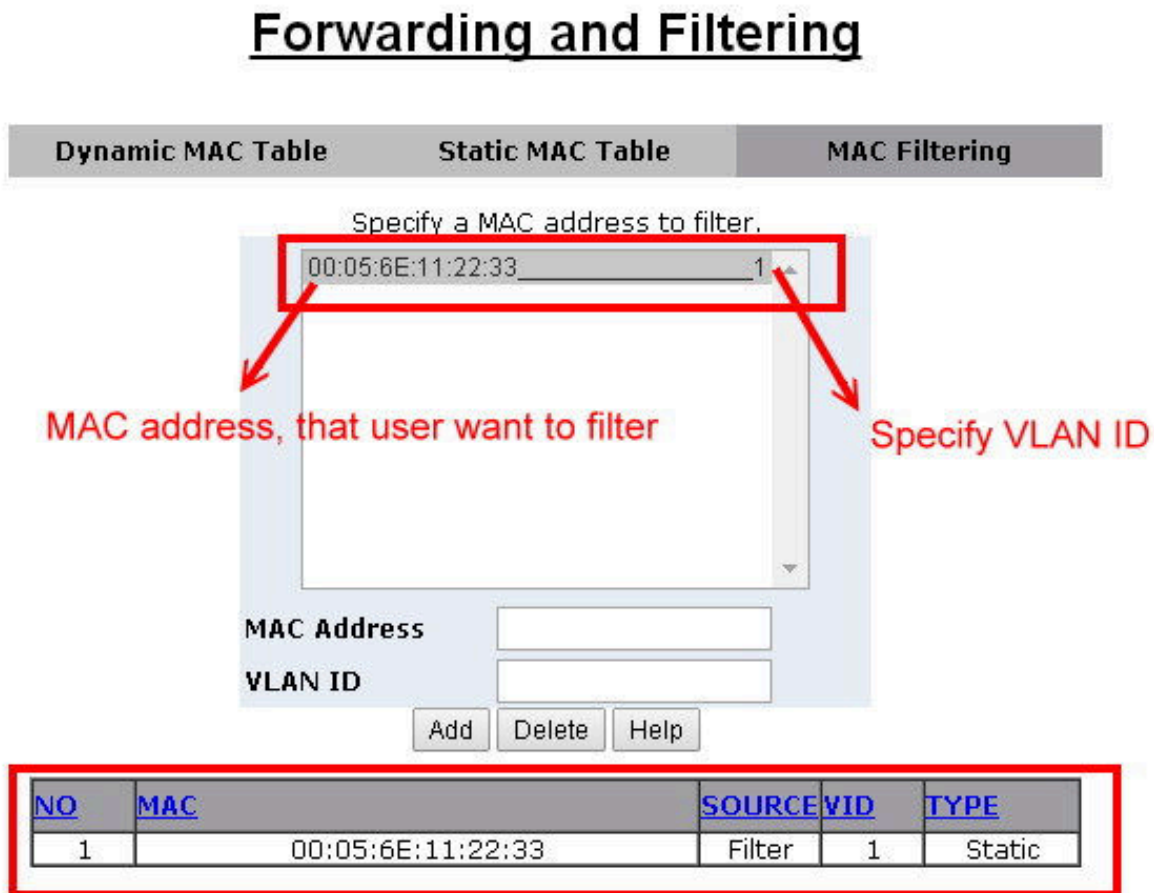 Forwarding and Filtering
Dynamic MAC Table Static MAC Table MAC Filtering
Specify a MAC address to filter.
00:05:6E:11:22:33______________________1
MAC address, that user want to filter
Specify VLAN ID
MAC Address
VLAN ID
Add Delete Help
NO MAC SOURCE VID TYPE
1 00:05:6E:11:22:33 Filter 1 Static